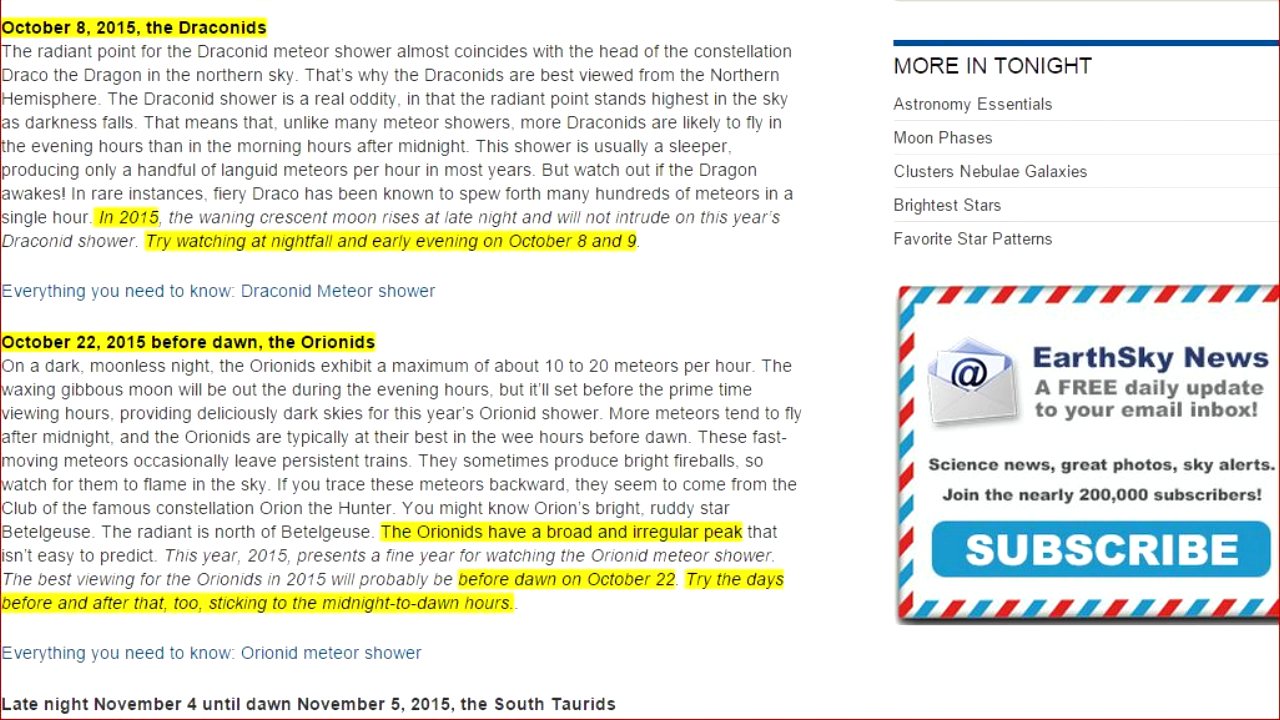 October 8, 2015, the Draconids
The radiant point for the Draconid meteor shower almost coincides with the head of the constellation
Draco the Dragon in the northern sky. That's why the Draconids are best viewed from the Northern
Hemisphere. The Draconid shower is a real oddity, in that the radiant point stands highest in the sky
as darkness falls. That means that, unlike many meteor showers, more Draconids are likely to fly in
the evening hours than in the morning hours after midnight. This shower is usually a sleeper,
producing only a handful of languid meteors per hour in most years. But watch out if the Dragon
awakes! In rare instances, fiery Draco has been known to spew forth many hundreds of meteors in a
single hour. In 2015, the waning crescent moon rises at late night and will not intrude on this year's
Draconid shower. Try watching at nightfall and early evening on October 8 and 9.
Everything you need to know: Draconid Meteor shower
October 22, 2015 before dawn, the Orionids
On a dark, moonless night, the Orionids exhibit a maximum of about 10 to 20 meteors per hour. The
waxing gibbous moon will be out the during the evening hours, but it'll set before the prime time
viewing hours, providing deliciously dark skies for this year's Orionid shower. More meteors tend to fly
after midnight, and the Orionids are typically at their best in the wee hours before dawn. These fast-
moving meteors occasionally leave persistent trains. They sometimes produce bright fireballs, so
watch for them to flame in the sky. If you trace these meteors backward, they seem to come from the
Club of the famous constellation Orion the Hunter. You might know Orion's bright, ruddy star
Betelgeuse. The radiant is north of Betelgeuse. The Orionids have a broad and irregular peak that
isn't easy to predict. This year, 2015, presents a fine year for watching the Orionid meteor shower.
The best viewing for the Orionids in 2015 will probably be before dawn on October 22. Try the days
before and after that, too, sticking to the midnight-to-dawn hours..
Everything you need to know: Orionid meteor shower
Late night November 4 until dawn November 5, 2015, the South Taurids
MORE IN TONIGHT
Astronomy Essentials
Moon Phases
Clusters Nebulae Galaxies
Brightest Stars
Favorite Star Patterns
@
EarthSky News
A FREE daily update
to your email inbox!
Science news, great photos, sky alerts.
Join the nearly 200,000 subscribers!
SUBSCRIBE